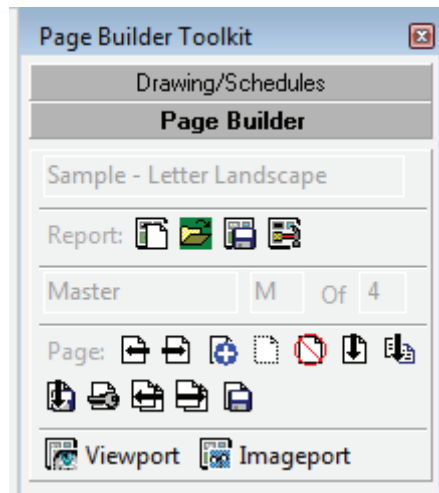 Page Builder Toolkit
Drawing/Schedules
Page Builder
Sample - Letter Landscape
Report:
Master M Of 4
Page:
Viewport Imageport